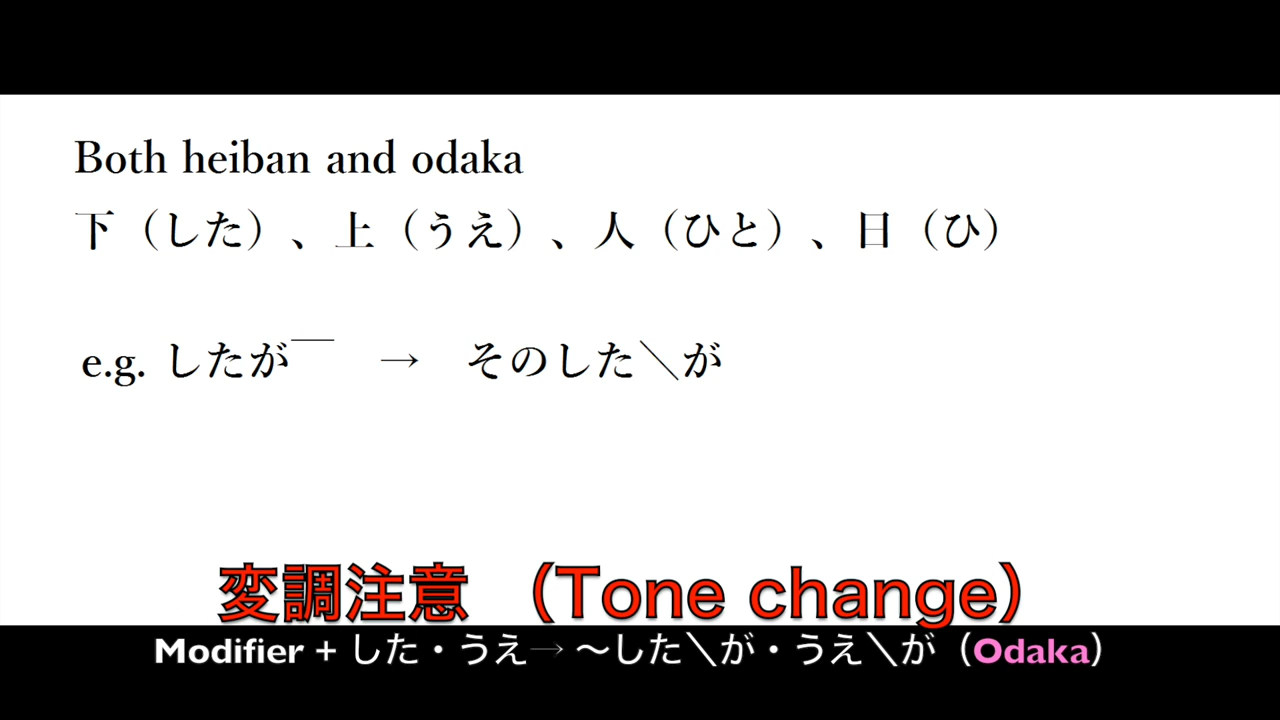 Both heiban and odaka
下（した）、上（うえ）、人（ひと）、日（ひ）
e.g. したが￣ → そのした＼が
変調注意 （Tone change）
Modifier + した・うえ→ 〜した＼が・うえ＼が（Odaka）